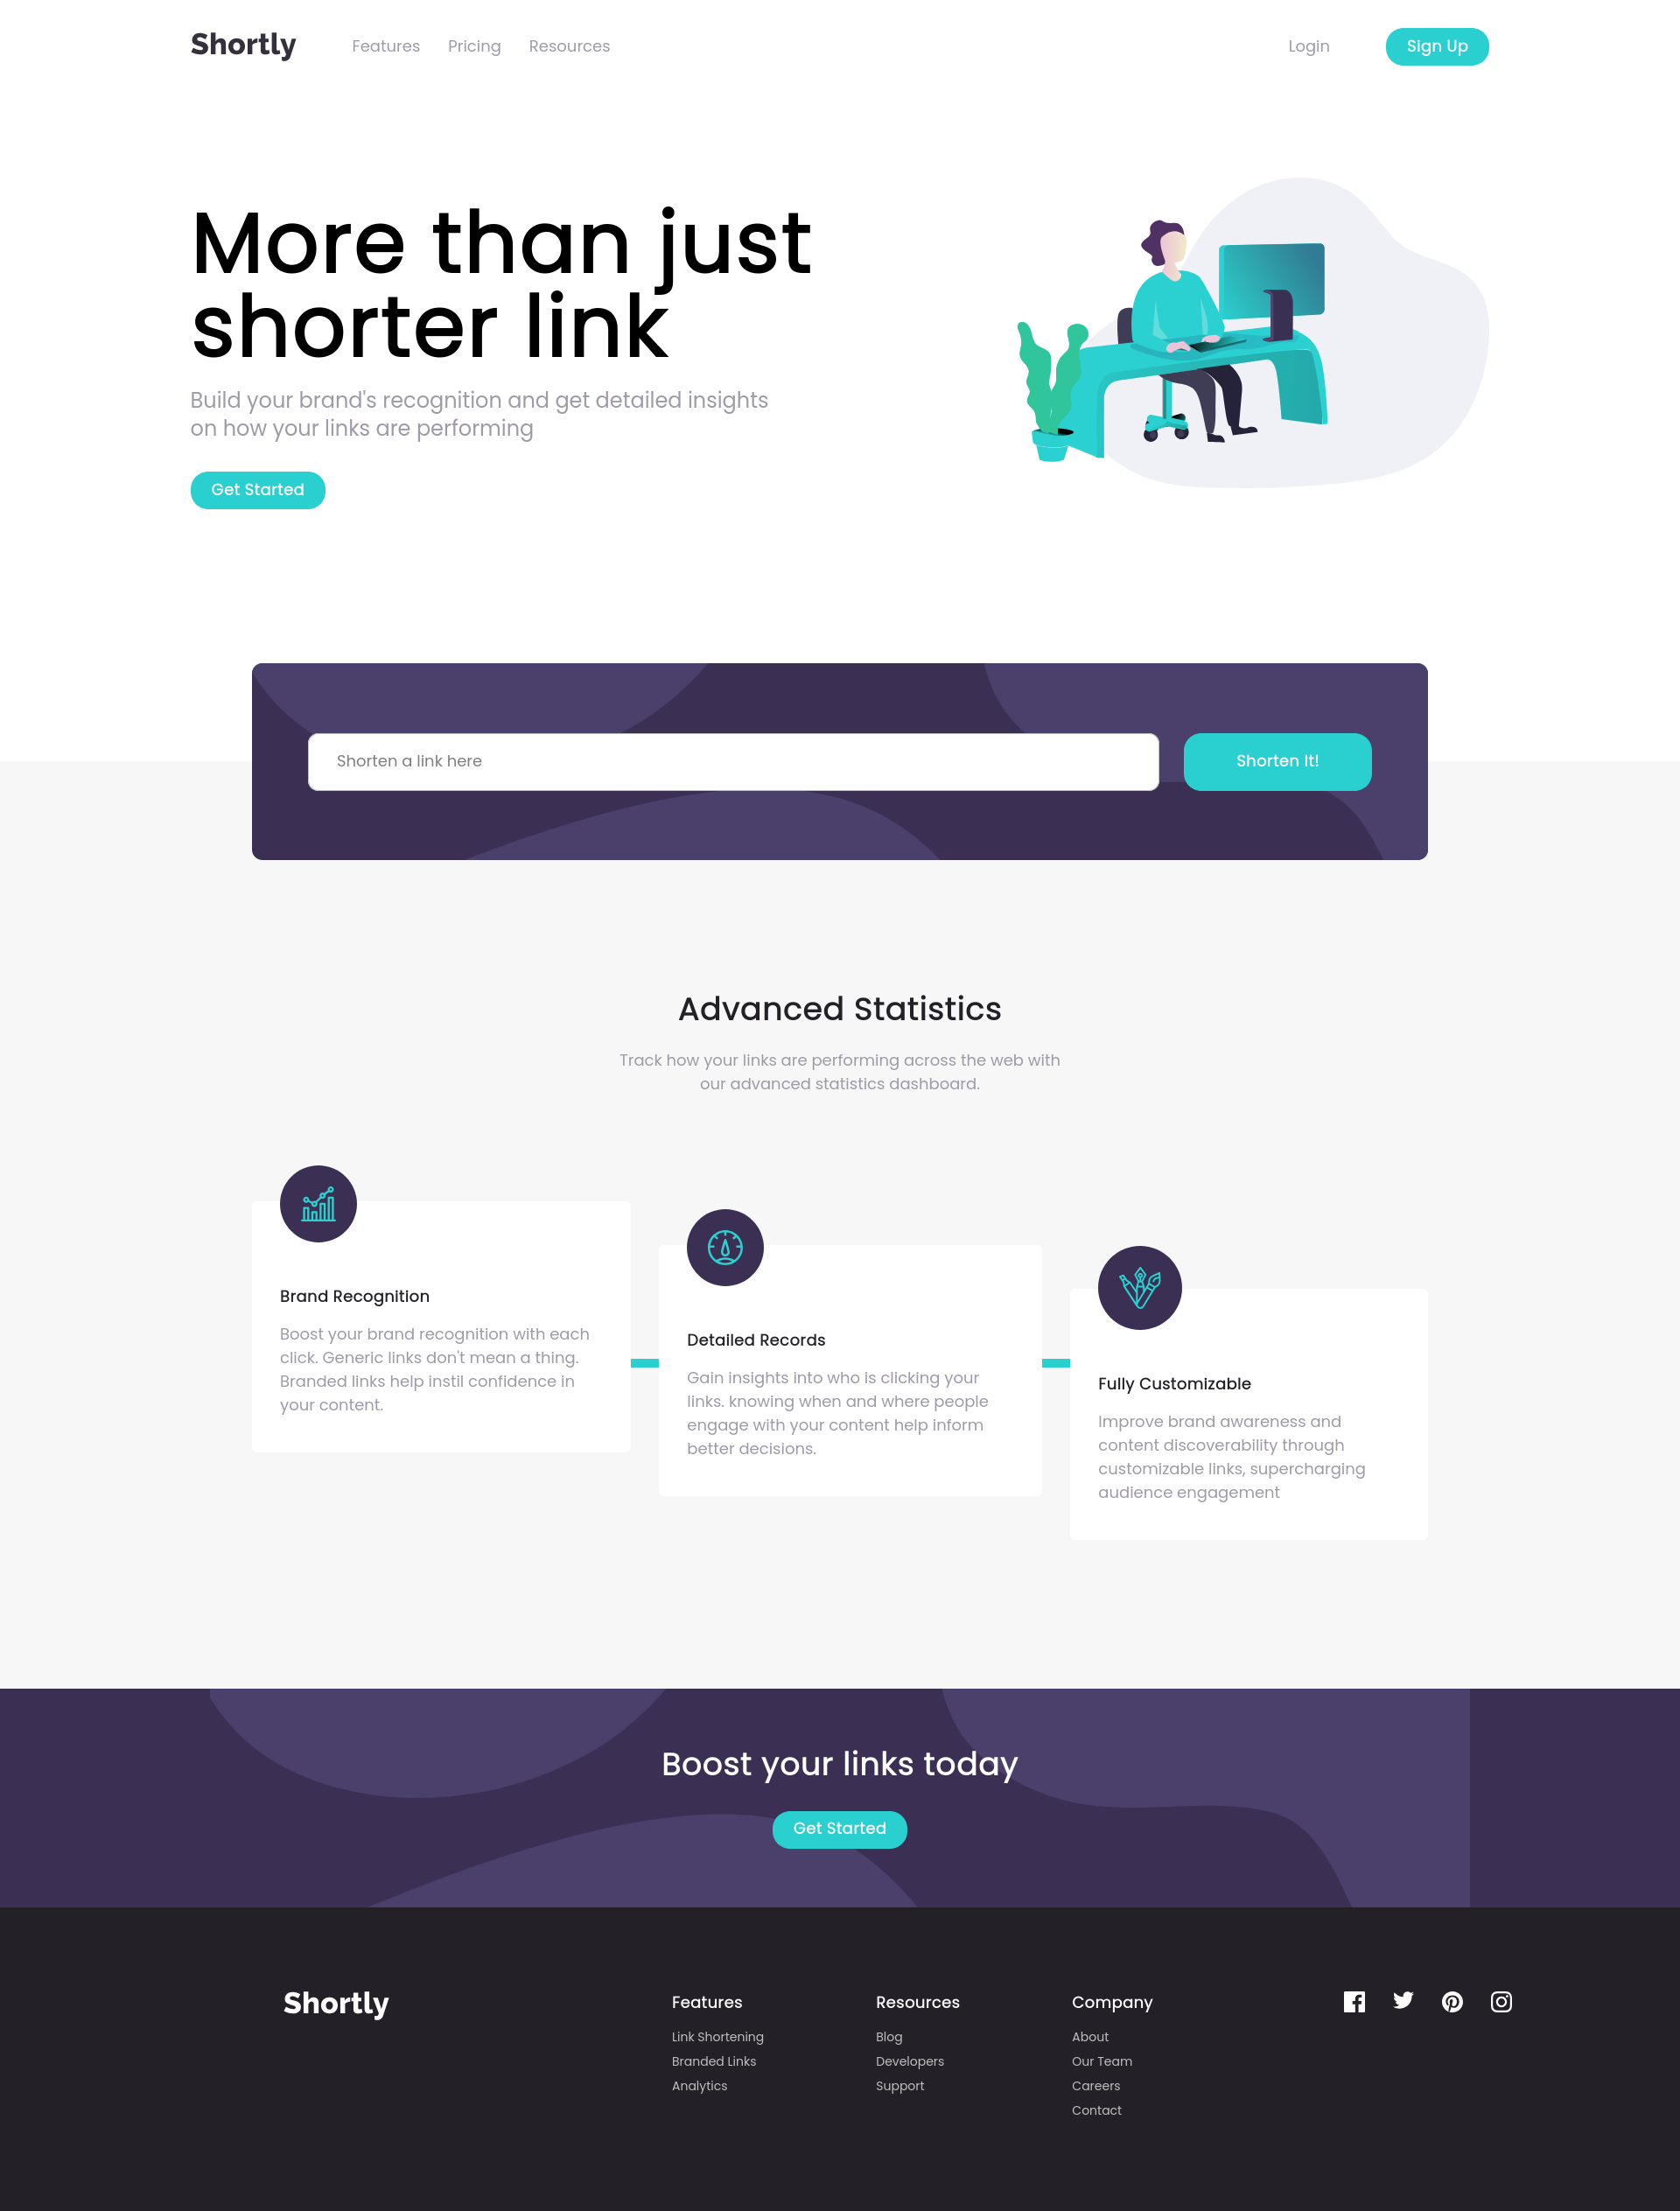 Shortly
Features
Pricing
Resources
Login
Sign Up
More than just
shorter link
Build your brand's recognition and get detailed insights
on how your links are performing
Get Started
Shorten a link here
Shorten It!
Advanced Statistics
Track how your links are performing across the web with
our advanced statistics dashboard.
Brand Recognition
Boost your brand recognition with each
click. Generic links don't mean a thing.
Branded links help instil confidence in
your content.
Detailed Records
Gain insights into who is clicking your
links. knowing when and where people
engage with your content help inform
better decisions.
Fully Customizable
Improve brand awareness and
content discoverability through
customizable links, supercharging
audience engagement
Boost your links today
Get Started
Shortly
Features
Link Shortening
Branded Links
Analytics
Resources
Blog
Developers
Support
Company
About
Our Team
Careers
Contact